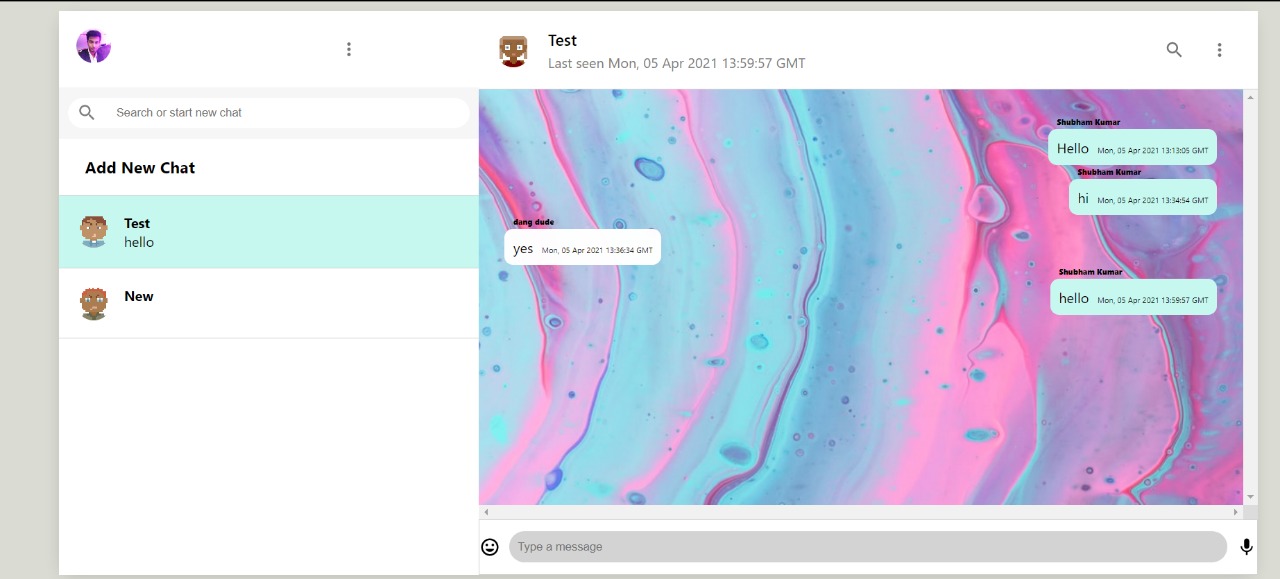 Test
Last seen Mon, 05 Apr 2021 13:59:57 GMT
Search or start new chat
Add New Chat
Test
hello
New
Shubham Kumar
Hello Mon, 05 Apr 2021 13:13:05 GMT
Shubham Kumar
hi Mon, 05 Apr 2021 13:34:54 GMT
dang dude
yes Mon, 05 Apr 2021 13:36:34 GMT
Shubham Kumar
hello Mon, 05 Apr 2021 13:59:57 GMT
Type a message